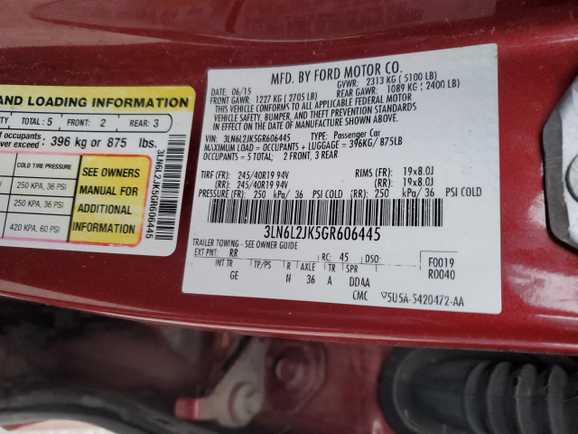 AND LOADING INFORMATION
TOTAL: 5 FRONT: 2 REAR: 3
occupants
exceed: 396 kg or 875 lbs.
COLD TIRE PRESSURE
250 KPA, 36 PSI
250 KPA, 36 PSI
420 KPA, 60 PSI
SEE OWNERS
MANUAL FOR
ADDITIONAL
INFORMATION
3LN6L2JK5GR606445
MFD. BY FORD MOTOR CO.
DATE: 06/15 GVWR: 2313 KG ( 5100 LB)
FRONT GAWR: 1227 KG ( 2705 LB) REAR GAWR: 1089 KG ( 2400 LB)
THIS VEHICLE CONFORMS TO ALL APPLICABLE FEDERAL MOTOR
VEHICLE SAFETY, BUMPER, AND THEFT PREVENTION STANDARDS
IN EFFECT ON THE DATE OF MANUFACTURE SHOWN ABOVE.
VIN: 3LN6L2JK5GR606445 TYPE: Passenger Car
MAXIMUM LOAD = OCCUPANTS + LUGGAGE = 396KG / 875LB
OCCUPANTS = 5 TOTAL: 2 FRONT, 3 REAR
TIRE (FR): 245/40R19 94V RIMS (FR): 19x8.0J
(RR): 245/40R19 94V (RR): 19x8.0J
PRESSURE (FR): 250 kPa/ 36 PSI COLD (RR): 250 kPa/ 36 PSI COLD
3LN6L2JK5GR606445
TRAILER TOWING - SEE OWNER GUIDE
EXT PNT: RR RC: 45 DSO: F0019
INT TR TP/PS R AXLE TR SPR R0040
GE H 36 A DD4A
CMC 5U5A-5420472-AA